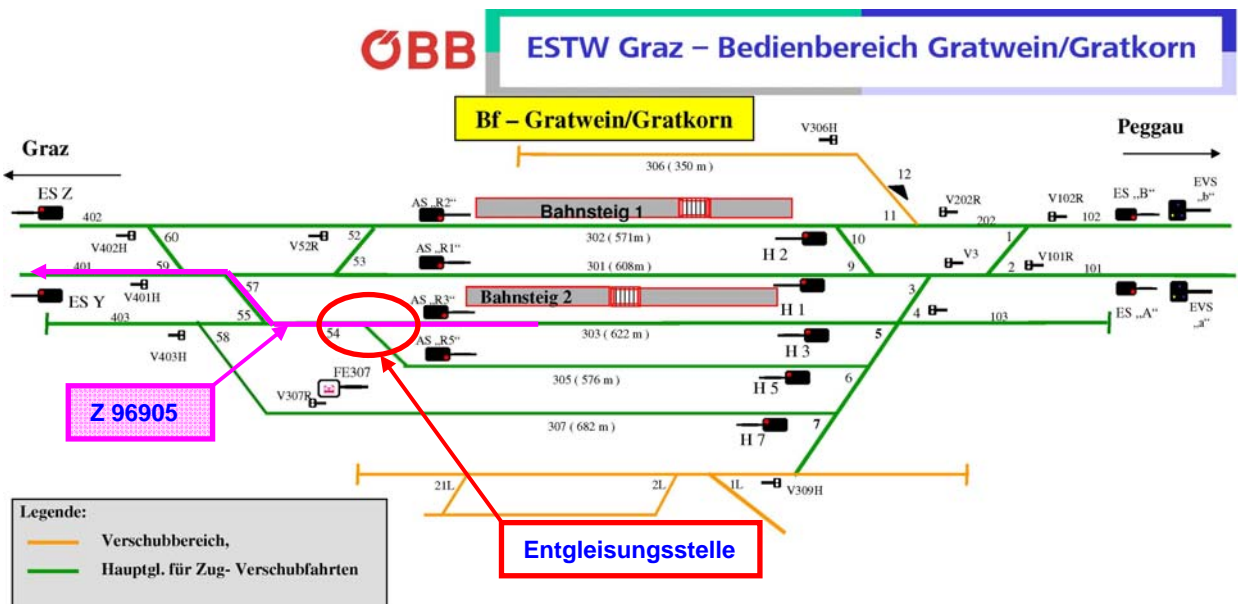 ÖBB
ESTW Graz – Bedienbereich Gratwein/Gratkorn
Bf – Gratwein/Gratkorn
Graz
Peggau
V306H
306 ( 350 m )
12
ES Z
AS „R2“
Bahnsteig 1
V202R
V102R
ES „B“
EVS „b“
402
V402H
60
V52R
52
302 ( 571m )
H 2
10
11
202
1
102
401
59
V401H
57
53
AS „R1“
301 ( 608m )
9
V3
2
V101R
101
ES Y
AS „R3“
Bahnsteig 2
H 1
3
4
ES „A“
EVS „a“
403
V403H
58
55
54
303 ( 622 m )
H 3
5
103
AS „R5“
FE307
E
V307R
305 ( 576 m )
H 5
6
Z 96905
307 ( 682 m )
H 7
7
21L
2L
1L
V309H
Legende:
Verschubbereich,
Hauptgl. für Zug- Verschubfahrten
Entgleisungsstelle